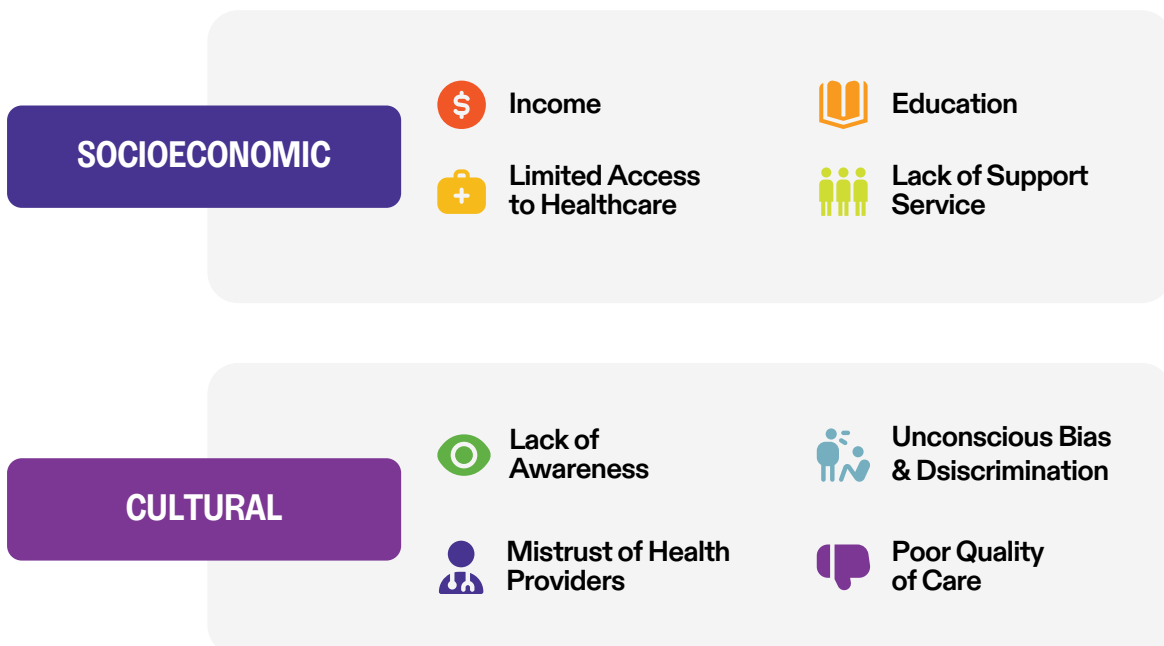 SOCIOECONOMIC
$ Income
Education
Limited Access
to Healthcare
Lack of Support
Service
CULTURAL
Lack of
Awareness
Unconscious Bias
& Dsiscrimination
Mistrust of Health
Providers
Poor Quality
of Care